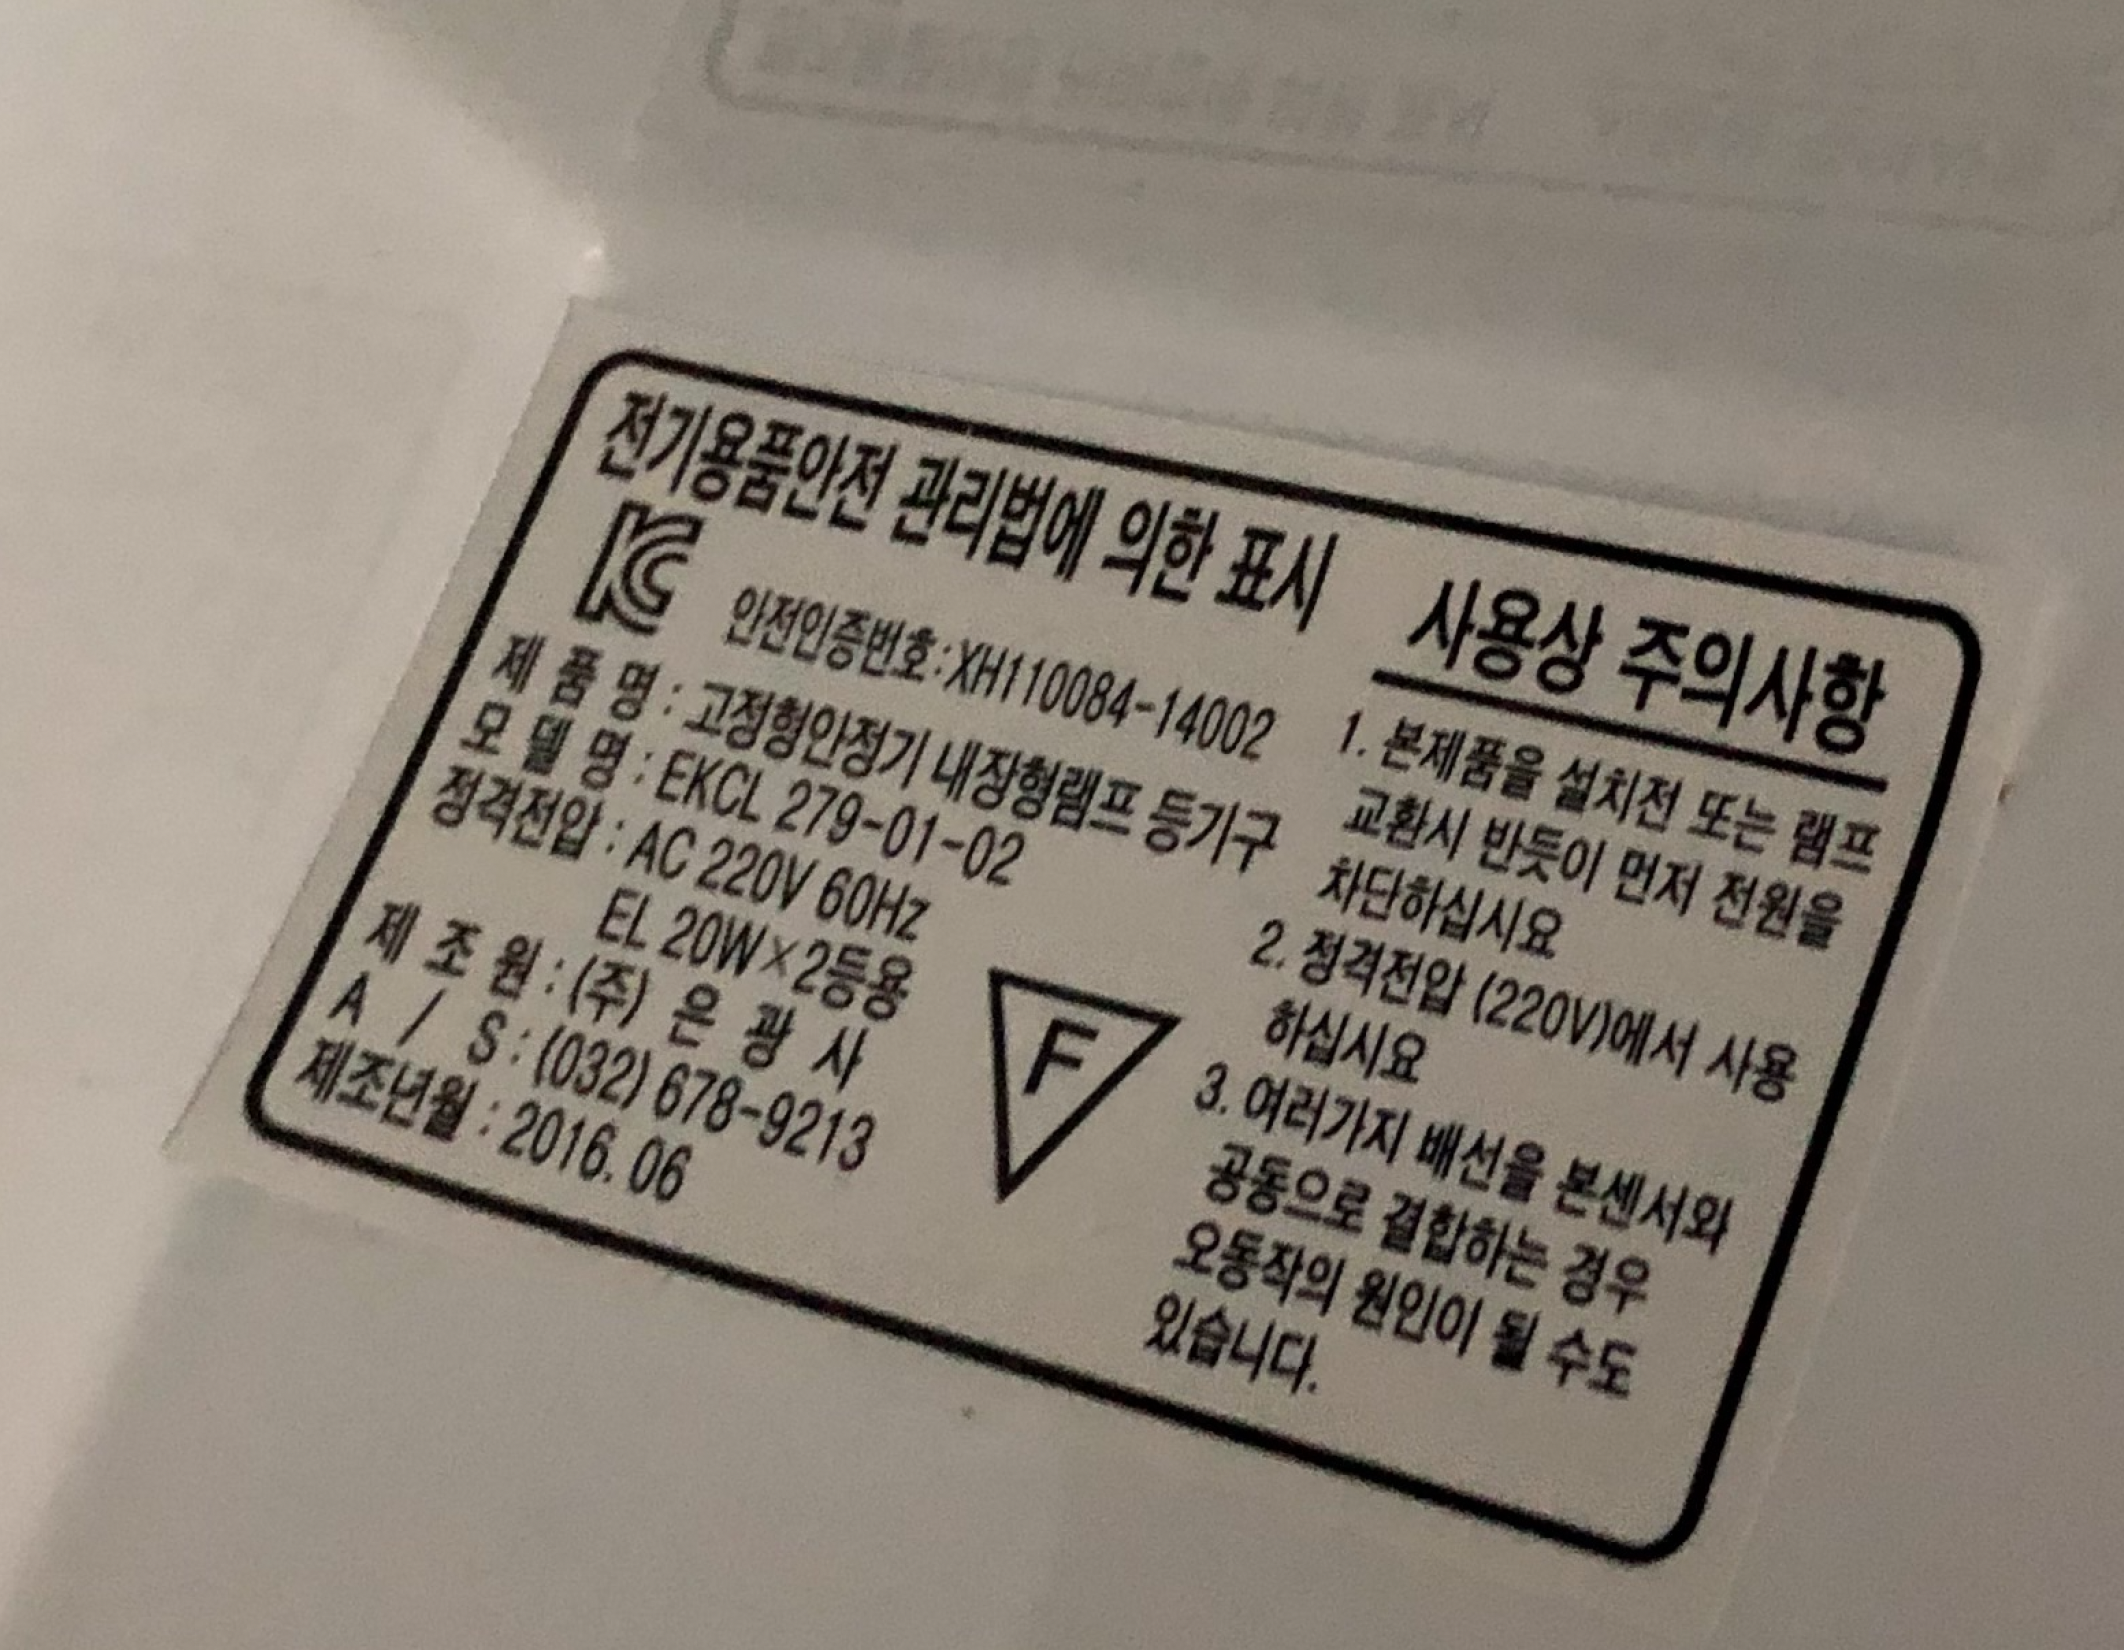 전기용품안전 관리법에 의한 표시
KC
안전인증번호:XH110084-14002
제 품 명 : 고정형안정기 내장형램프 등기구
모 델 명 : EKCL 279-01-02
정격전압 : AC 220V 60Hz
EL 20W×2등용
제 조 원 : (주) 은 광 사
A / S : (032) 678-9213
제조년월 : 2016. 06
F
사용상 주의사항
1. 본제품을 설치전 또는 램프
교환시 반듯이 먼저 전원을
차단하십시요
2. 정격전압 (220V)에서 사용
하십시요
3. 여러가지 배선을 본센서와
공동으로 결합하는 경우
오동작의 원인이 될 수도
있습니다.